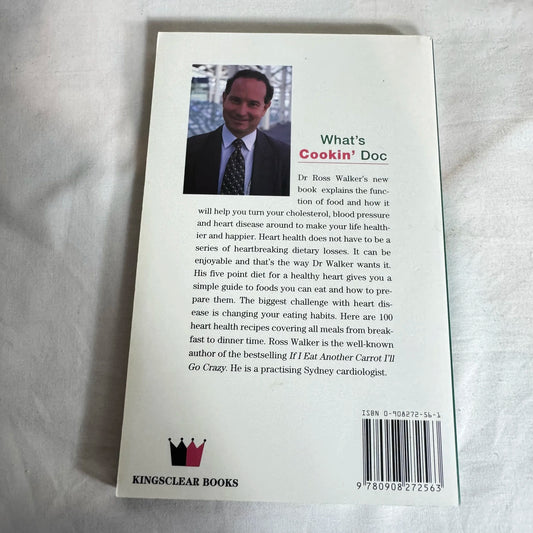 What's
Cookin' Doc
Dr Ross Walker's new
book explains the func-
tion of food and how it
will help you turn your cholesterol, blood pressure
and heart disease around to make your life health-
ier and happier. Heart health does not have to be a
series of heartbreaking dietary losses. It can be
enjoyable and that's the way Dr Walker wants it.
His five point diet for a healthy heart gives you a
simple guide to foods you can eat and how to pre-
pare them. The biggest challenge with heart dis-
ease is changing your eating habits. Here are 100
heart health recipes covering all meals from break-
fast to dinner time. Ross Walker is the well-known
author of the bestselling If I Eat Another Carrot I'll
Go Crazy. He is a practising Sydney cardiologist.
ISBN 0-908272-56-1
9 780908 272563
KINGSCLEAR BOOKS